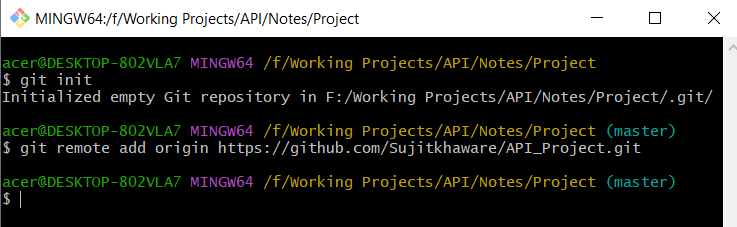 MINGW64:/f/Working Projects/API/Notes/Project
acer@DESKTOP-802VLA7 MINGW64 /f/Working Projects/API/Notes/Project
$ git init
Initialized empty Git repository in F:/Working Projects/API/Notes/Project/.git/
acer@DESKTOP-802VLA7 MINGW64 /f/Working Projects/API/Notes/Project (master)
$ git remote add origin https://github.com/Sujitkhaware/API_Project.git
acer@DESKTOP-802VLA7 MINGW64 /f/Working Projects/API/Notes/Project (master)
$